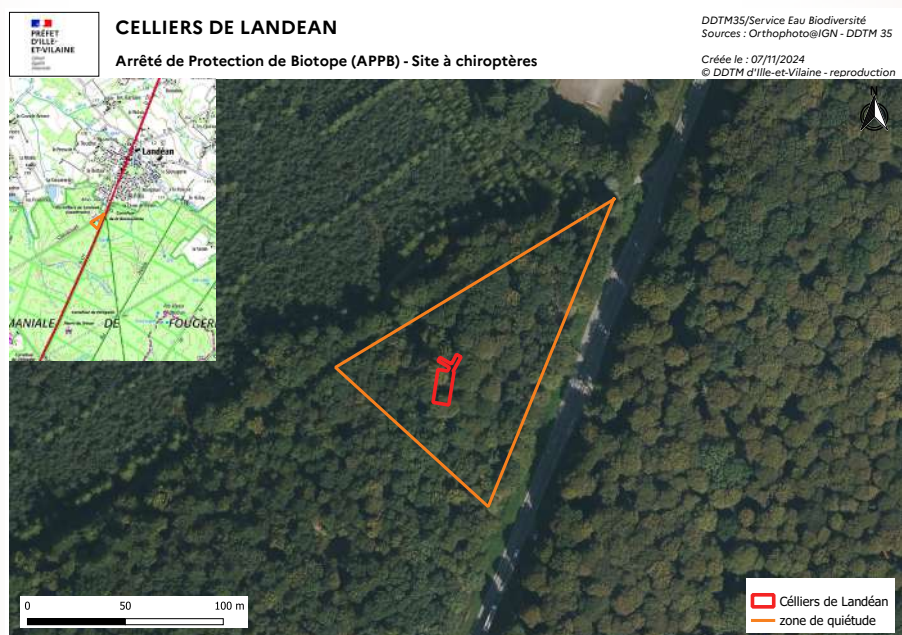 PRÉFET
D'ILLE-
ET-VILAINE
CELLIERS DE LANDEAN
Arrêté de Protection de Biotope (APPB) - Site à chiroptères
DDTM35/Service Eau Biodiversité
Sources : Orthophoto@IGN - DDTM 35
Créée le : 07/11/2024
© DDTM d'Ille-et-Vilaine - reproduction
N
Landéan
MANIALE DE FOUGER
0 50 100 m
Célliers de Landéan
zone de quiétude